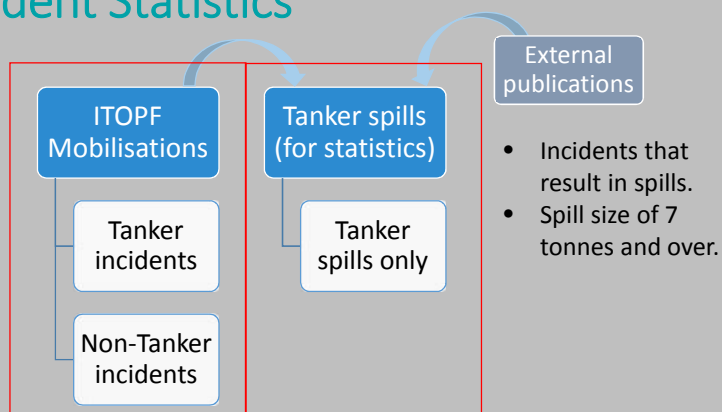 dent Statistics
External
publications
ITOPF
Mobilisations
Tanker spills
(for statistics)
• Incidents that
result in spills.
• Spill size of 7
tonnes and over.
Tanker
incidents
Tanker
spills only
Non-Tanker
incidents